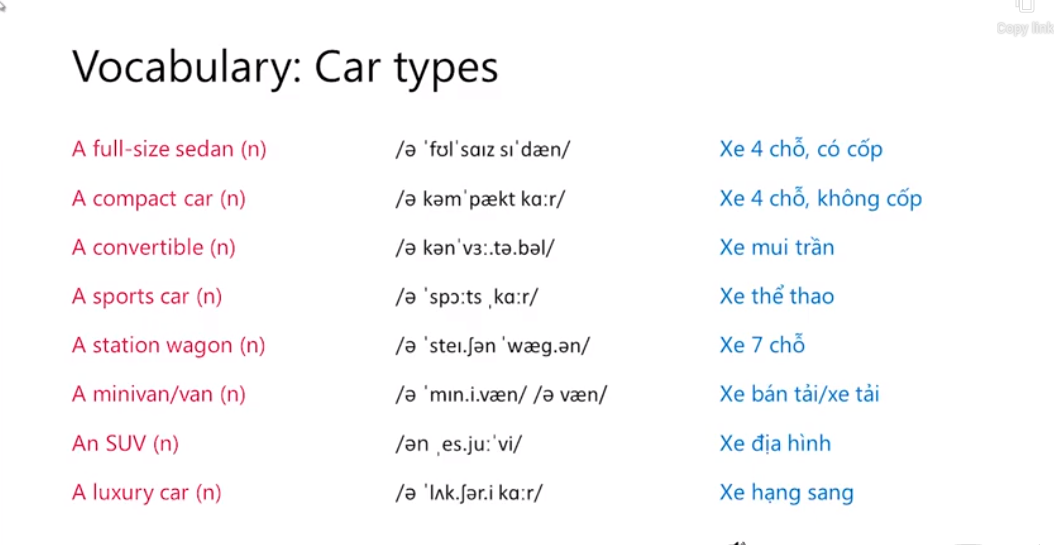 Copy link
Vocabulary: Car types
A full-size sedan (n) /ə ˈfʊlˈsɑɪz sɪˈdæn/ Xe 4 chỗ, có cốp
A compact car (n) /ə kəmˈpækt kɑːr/ Xe 4 chỗ, không cốp
A convertible (n) /ə kənˈvɜː.tə.bəl/ Xe mui trần
A sports car (n) /ə ˈspɔːts ˌkɑːr/ Xe thể thao
A station wagon (n) /ə ˈsteɪ.ʃən ˈwæg.ən/ Xe 7 chỗ
A minivan/van (n) /ə ˈmɪn.i.væn/ /ə væn/ Xe bán tải/xe tải
An SUV (n) /ən ˌes.juːˈvi/ Xe địa hình
A luxury car (n) /ə ˈlʌk.ʃər.i kɑːr/ Xe hạng sang